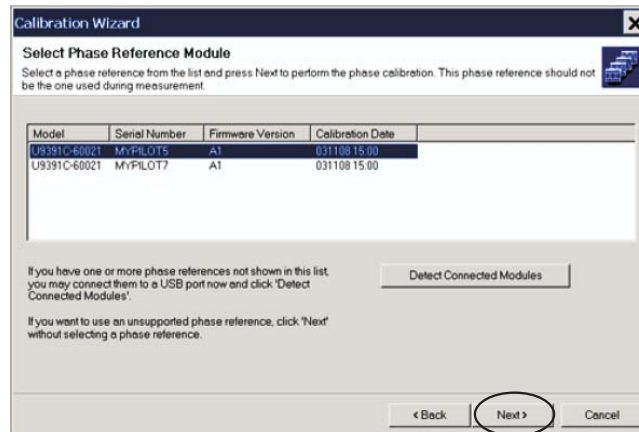 Calibration Wizard
Select Phase Reference Module
Select a phase reference from the list and press Next to perform the phase calibration. This phase reference should not
be the one used during measurement.
Model Serial Number Firmware Version Calibration Date
U9391C-60021 MYPILOT5 A1 031108 15:00
U9391C-60021 MYPILOT7 A1 031108 15:00
If you have one or more phase references not shown in this list,
you may connect them to a USB port now and click 'Detect
Connected Modules'.
Detect Connected Modules
If you want to use an unsupported phase reference, click 'Next'
without selecting a phase reference.
< Back Next > Cancel